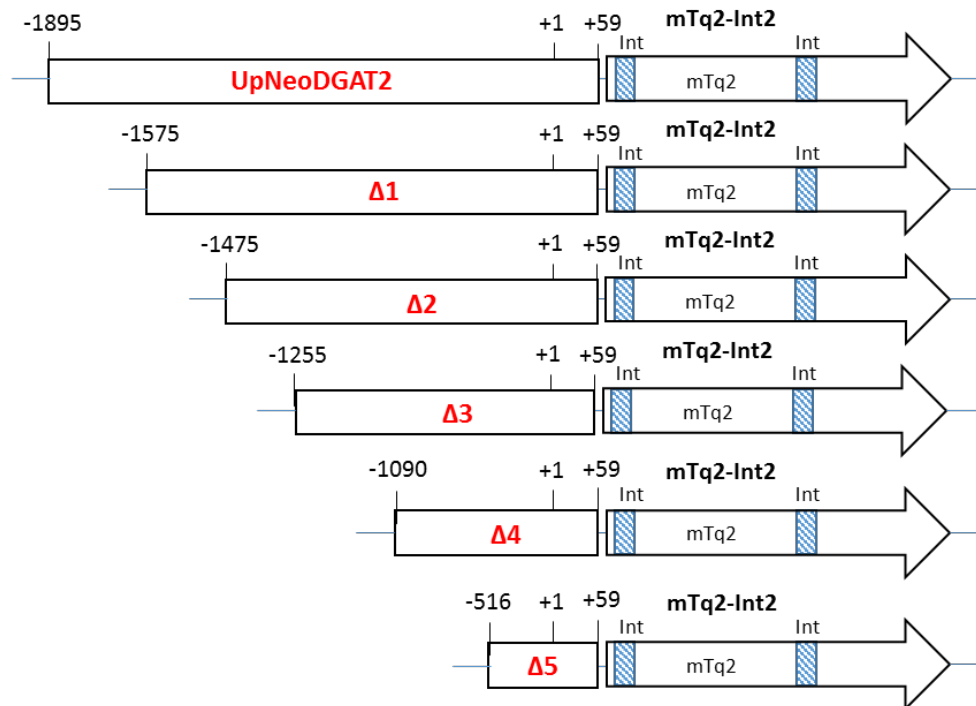 mTq2-Int2
-1895 +1 +59 Int Int
UpNeoDGAT2 mTq2
mTq2-Int2
-1575 +1 +59 Int Int
Δ1 mTq2
mTq2-Int2
-1475 +1 +59 Int Int
Δ2 mTq2
mTq2-Int2
-1255 +1 +59 Int Int
Δ3 mTq2
mTq2-Int2
-1090 +1 +59 Int Int
Δ4 mTq2
mTq2-Int2
-516 +1 +59 Int Int
Δ5 mTq2